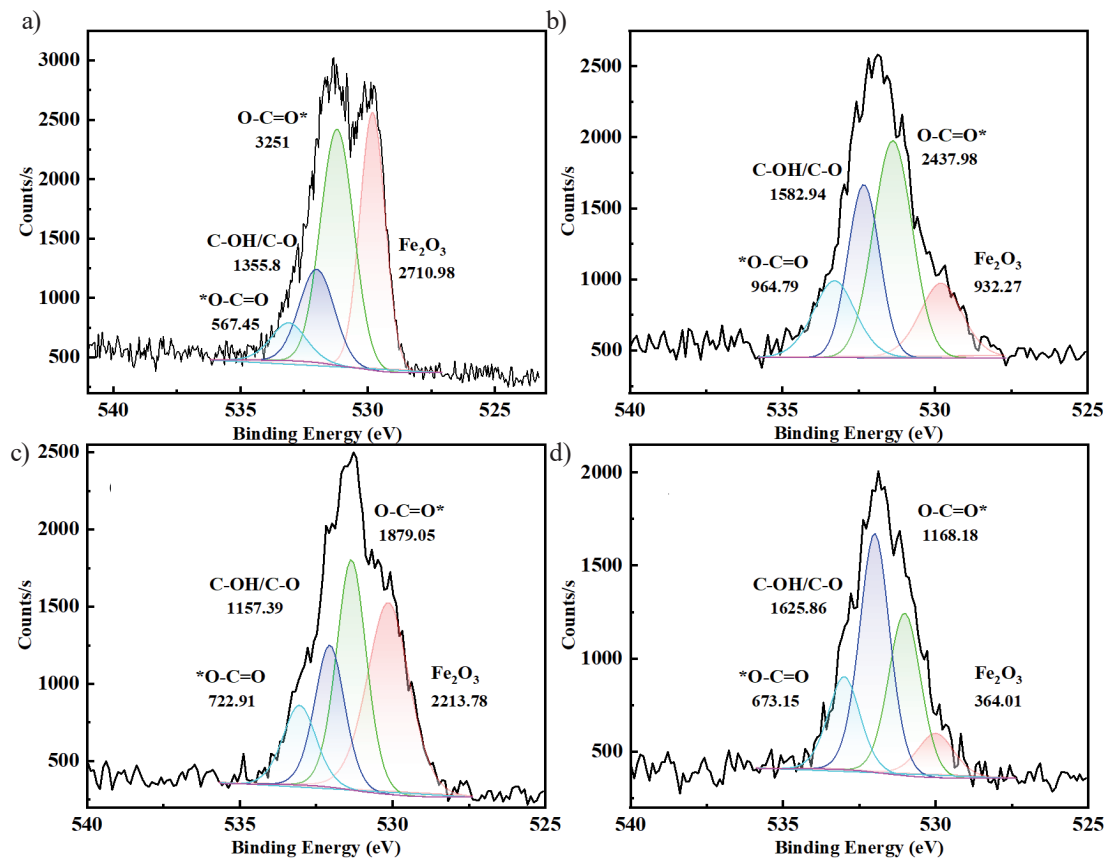 a)
3000
2500
2000
1500
1000
500
Counts/s
O-C=O*
3251
C-OH/C-O
1355.8
*O-C=O
567.45
Fe₂O₃
2710.98
540
535
530
525
Binding Energy (eV)
b)
2500
2000
1500
1000
500
Counts/s
O-C=O*
2437.98
C-OH/C-O
1582.94
*O-C=O
964.79
Fe₂O₃
932.27
540
535
530
525
Binding Energy (eV)
c)
2500
2000
1500
1000
500
0
Counts/s
O-C=O*
1879.05
C-OH/C-O
1157.39
*O-C=O
722.91
Fe₂O₃
2213.78
540
535
530
525
Binding Energy (eV)
d)
2000
1500
1000
500
Counts/s
O-C=O*
1168.18
C-OH/C-O
1625.86
*O-C=O
673.15
Fe₂O₃
364.01
540
535
530
525
Binding Energy (eV)